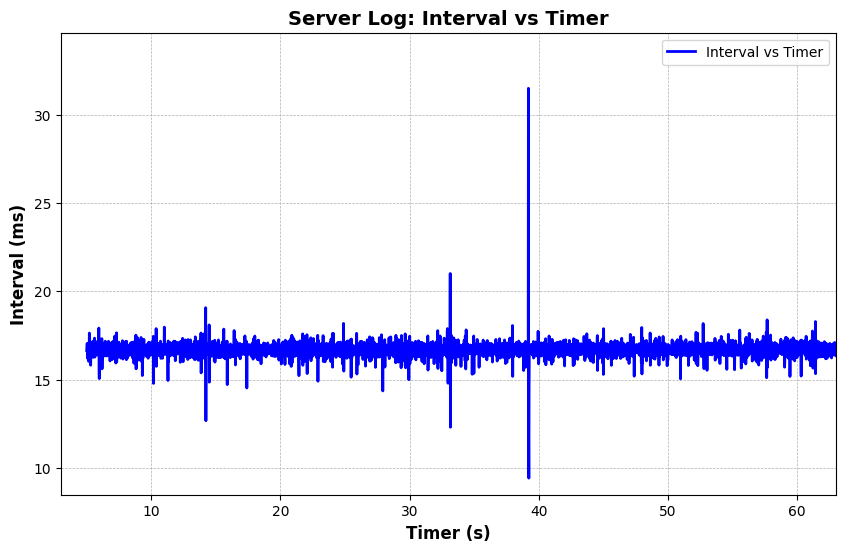 Server Log: Interval vs Timer
Interval vs Timer
Interval (ms)
30
25
20
15
10
10 20 30 40 50 60
Timer (s)